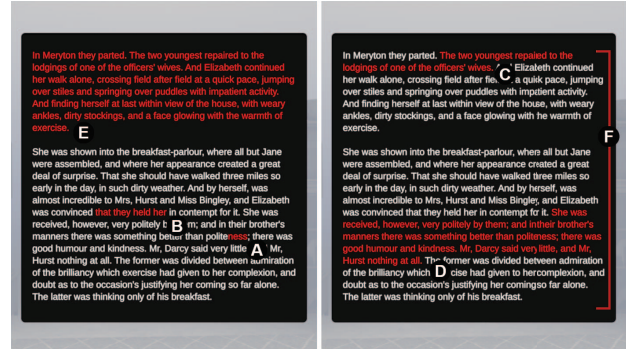 In Meryton they parted. The two youngest repaired to the
lodgings of one of the officers' wives. And Elizabeth continued
her walk alone, crossing field after field at a quick pace, jumping
over stiles and springing over puddles with impatient activity.
And finding herself at last within view of the house, with weary
ankles, dirty stockings, and a face glowing with the warmth of
exercise.
E
She was shown into the breakfast-parlour, where all but Jane
were assembled, and where her appearance created a great
deal of surprise. That she should have walked three miles so
early in the day, in such dirty weather. And by herself, was
almost incredible to Mrs, Hurst and Miss Bingley, and Elizabeth
was convinced that they held her in contempt for it. She was
received, however, very politely B m; and in their brother's
manners there was something better than politeness; there was
good humour and kindness. Mr, Darcy said very little A Mr,
Hurst nothing at all. The former was divided between admiration
of the brilliancy which exercise had given to her complexion, and
doubt as to the occasion's justifying her coming so far alone.
The latter was thinking only of his breakfast.
In Meryton they parted. The two youngest repaired to the
lodgings of one of the officers' wives. Elizabeth continued
her walk alone, crossing field after C a quick pace, jumping
over stiles and springing over puddles with impatient activity.
And finding herself at last within view of the house, with weary
ankles, dirty stockings, and a face glowing with he warmth of
exercise.
F
She was shown into the breakfast-parlour, where all but Jane
were assembled, and where her appearance created a great
deal of surprise. That she should have walked three miles so
early in the day, in such dirty weather. And by herself, was
almost incredible to Mrs, Hurst and Miss Bingley, and Elizabeth
was convinced that they held her in contempt for it. She was
received, however, very politely by them; and intheir brother's
manners there was something better than politeness; there was
good humour and kindness. Mr, Darcy said very little, and Mr,
Hurst nothing at all. The former was divided between admiration
of the brilliancy which D cise had given to hercomplexion, and
doubt as to the occasion's justifying her comingso far alone.
The latter was thinking only of his breakfast.